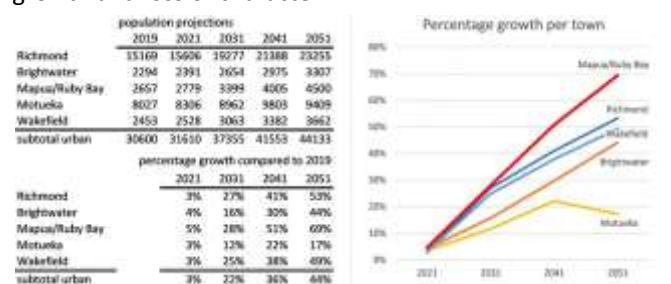 population projections
2019 2021 2031 2041 2051
Richmond 15169 15606 19277 21388 23255
Brightwater 2294 2391 2654 2975 3307
Mapua/Ruby Bay 2657 2779 3399 4005 4500
Motueka 8027 8306 8962 9803 9409
Wakefield 2453 2528 3063 3382 3662
subtotal urban 30600 31610 37355 41553 44133
percentage growth compared to 2019
2021 2031 2041 2051
Richmond 3% 27% 41% 53%
Brightwater 4% 16% 30% 44%
Mapua/Ruby Bay 5% 28% 51% 69%
Motueka 3% 12% 22% 17%
Wakefield 3% 25% 38% 49%
subtotal urban 3% 22% 36% 44%
Percentage growth per town
80%
70%
60%
50%
40%
30%
20%
10%
0%
Mapua/Ruby Bay
Richmond
Wakefield
Brightwater
Motueka
2021 2031 2041 2051